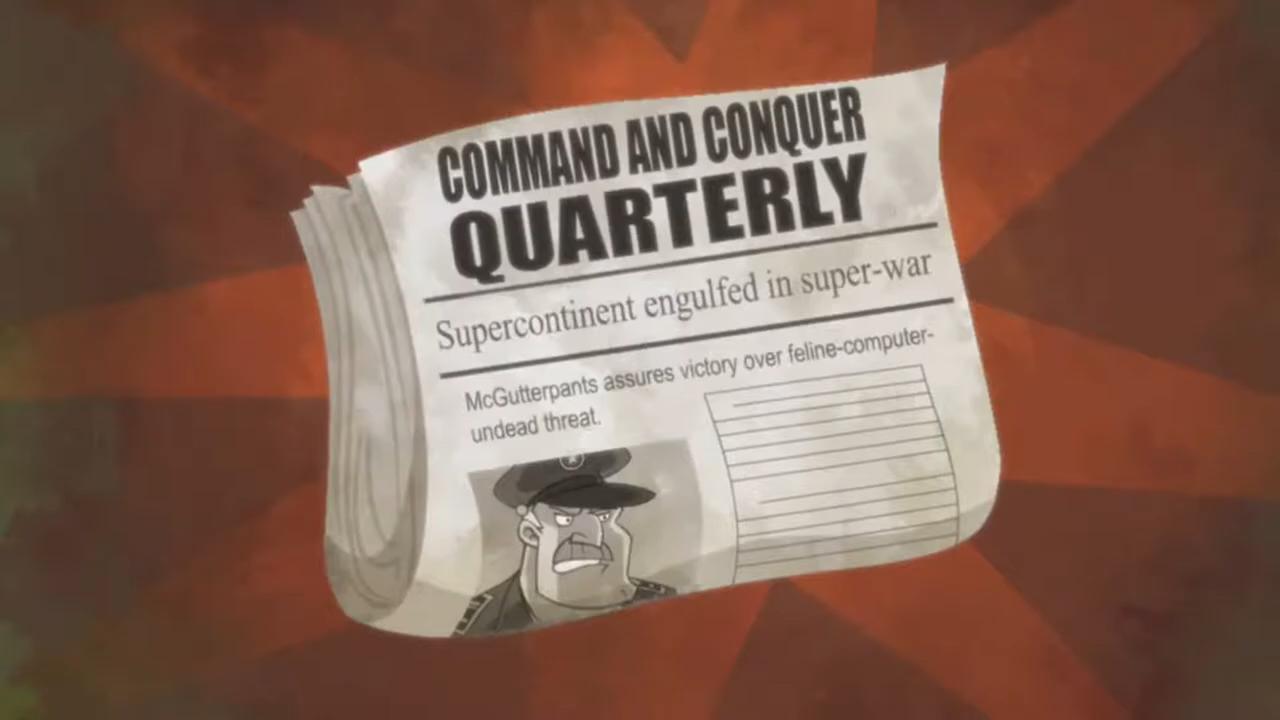 COMMAND AND CONQUER
QUARTERLY
Supercontinent engulfed in super-war
McGutterpants assures victory over feline-computer-
undead threat.